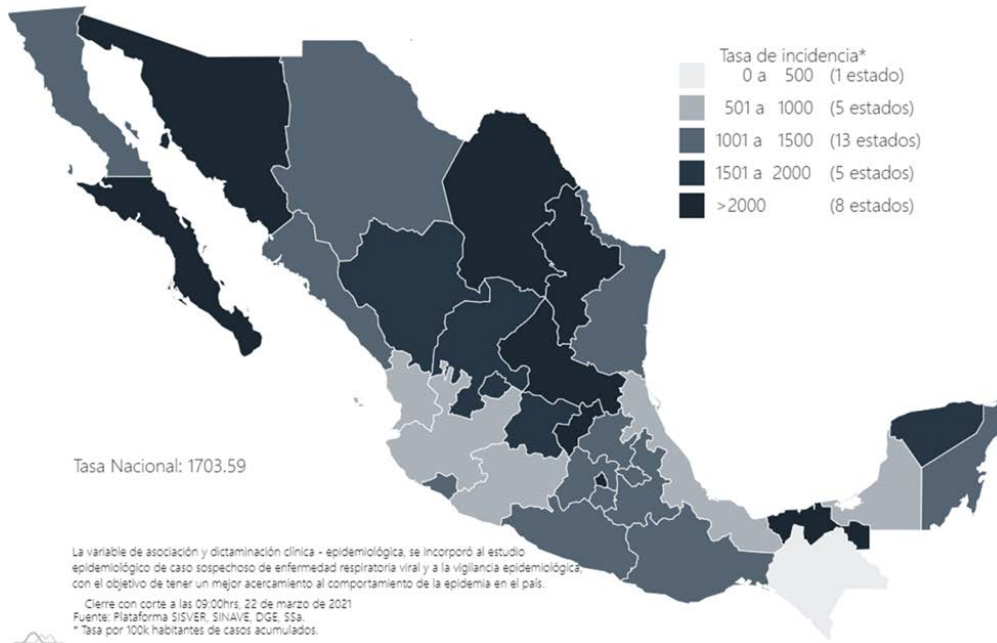 Tasa de incidencia*
0 a 500 (1 estado)
501 a 1000 (5 estados)
1001 a 1500 (13 estados)
1501 a 2000 (5 estados)
>2000 (8 estados)
Tasa Nacional: 1703.59
La variable de asociación y dictaminación clínica - epidemiológica, se incorporó al estudio
epidemiológico de caso sospechoso de enfermedad respiratoria viral y a la vigilancia epidemiológica,
con el objetivo de tener un mejor acercamiento al comportamiento de la epidemia en el país.
Cierre con corte a las 09:00hrs, 22 de marzo de 2021
Fuente: Plataforma SISVER, SINAVE, DGE, SSa.
* Tasa por 100k habitantes de casos acumulados.